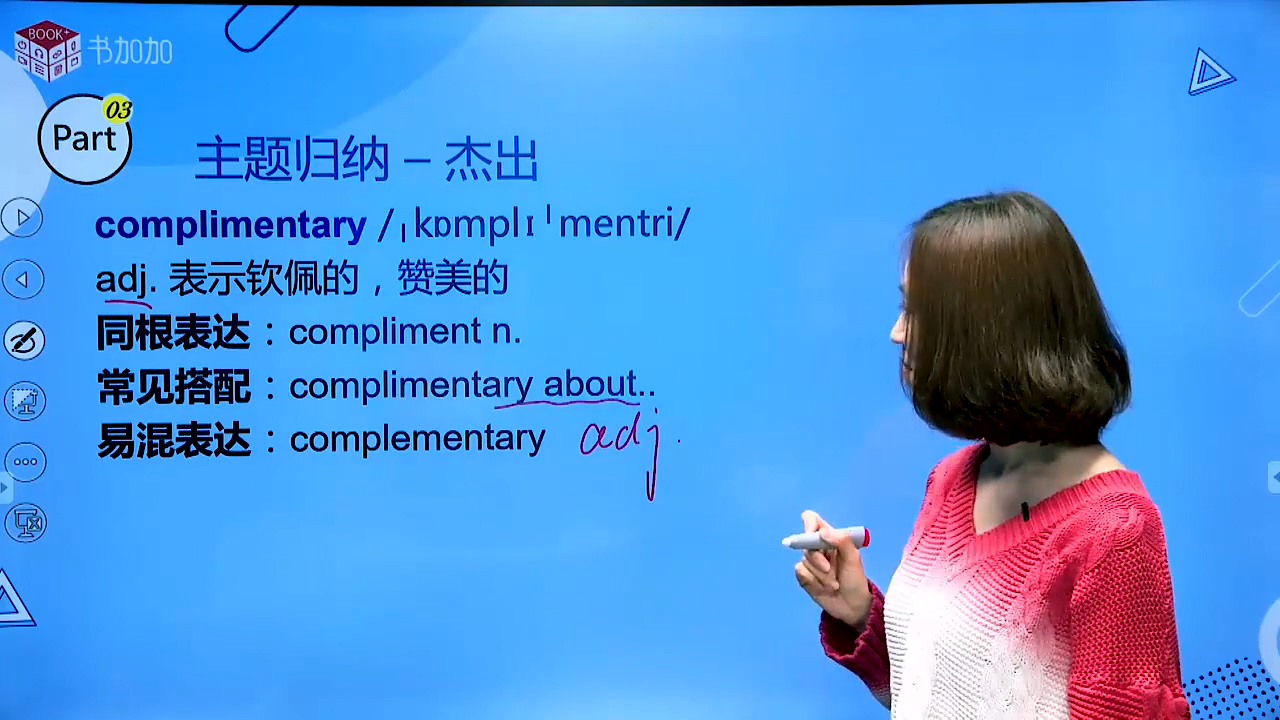 BOOK+
书加加
03
Part
主题归纳 – 杰出
complimentary /ˌkɒmplɪˈmentri/
adj. 表示钦佩的，赞美的
同根表达：compliment n.
常见搭配：complimentary about..
易混表达：complementary adj.